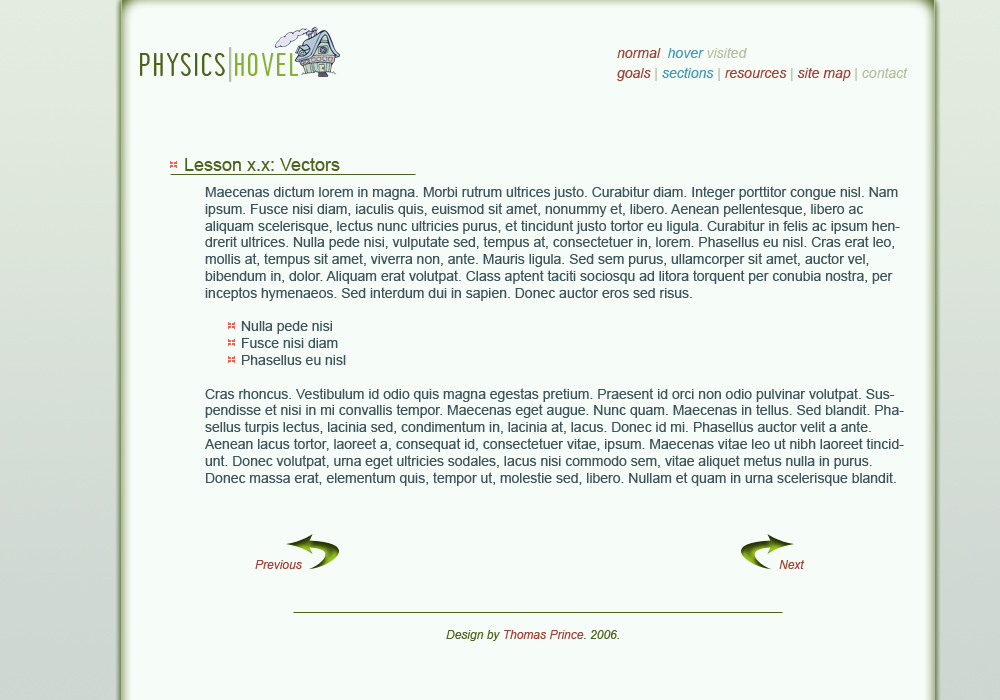 PHYSICS|HOVEL
normal hover visited
goals | sections | resources | site map | contact
Lesson x.x: Vectors
Maecenas dictum lorem in magna. Morbi rutrum ultrices justo. Curabitur diam. Integer porttitor congue nisl. Nam
ipsum. Fusce nisi diam, iaculis quis, euismod sit amet, nonummy et, libero. Aenean pellentesque, libero ac
aliquam scelerisque, lectus nunc ultricies purus, et tincidunt justo tortor eu ligula. Curabitur in felis ac ipsum hen-
drerit ultrices. Nulla pede nisi, vulputate sed, tempus at, consectetuer in, lorem. Phasellus eu nisl. Cras erat leo,
mollis at, tempus sit amet, viverra non, ante. Mauris ligula. Sed sem purus, ullamcorper sit amet, auctor vel,
bibendum in, dolor. Aliquam erat volutpat. Class aptent taciti sociosqu ad litora torquent per conubia nostra, per
inceptos hymenaeos. Sed interdum dui in sapien. Donec auctor eros sed risus.
Nulla pede nisi
Fusce nisi diam
Phasellus eu nisl
Cras rhoncus. Vestibulum id odio quis magna egestas pretium. Praesent id orci non odio pulvinar volutpat. Sus-
pendisse et nisi in mi convallis tempor. Maecenas eget augue. Nunc quam. Maecenas in tellus. Sed blandit. Pha-
sellus turpis lectus, lacinia sed, condimentum in, lacinia at, lacus. Donec id mi. Phasellus auctor velit a ante.
Aenean lacus tortor, laoreet a, consequat id, consectetuer vitae, ipsum. Maecenas vitae leo ut nibh laoreet tincid-
unt. Donec volutpat, urna eget ultricies sodales, lacus nisi commodo sem, vitae aliquet metus nulla in purus.
Donec massa erat, elementum quis, tempor ut, molestie sed, libero. Nullam et quam in urna scelerisque blandit.
Previous
Next
Design by Thomas Prince. 2006.